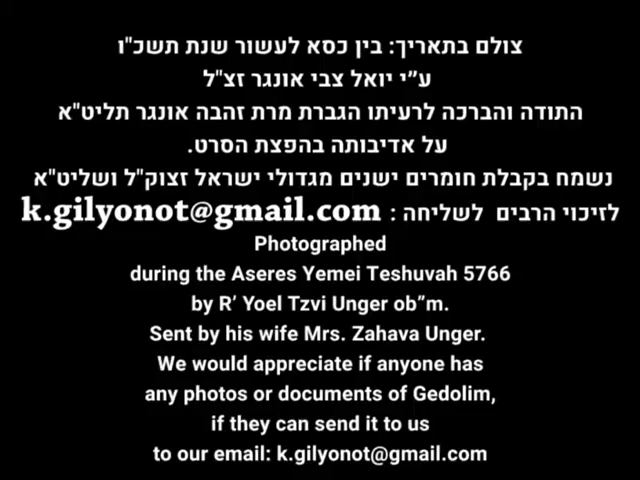 צולם בתאריך: בין כסא לעשור שנת תשכ"ו
ע״י יואל צבי אונגר זצ"ל
התודה והברכה לרעיתו הגברת מרת זהבה אונגר תליט"א
על אדיבותה בהפצת הסרט.
נשמח בקבלת חומרים ישנים מגדולי ישראל זצוק"ל ושליט"א
לזיכוי הרבים לשליחה : k.gilyonot@gmail.com
Photographed
during the Aseres Yemei Teshuvah 5766
by R’ Yoel Tzvi Unger ob”m.
Sent by his wife Mrs. Zahava Unger.
We would appreciate if anyone has
any photos or documents of Gedolim,
if they can send it to us
to our email: k.gilyonot@gmail.com